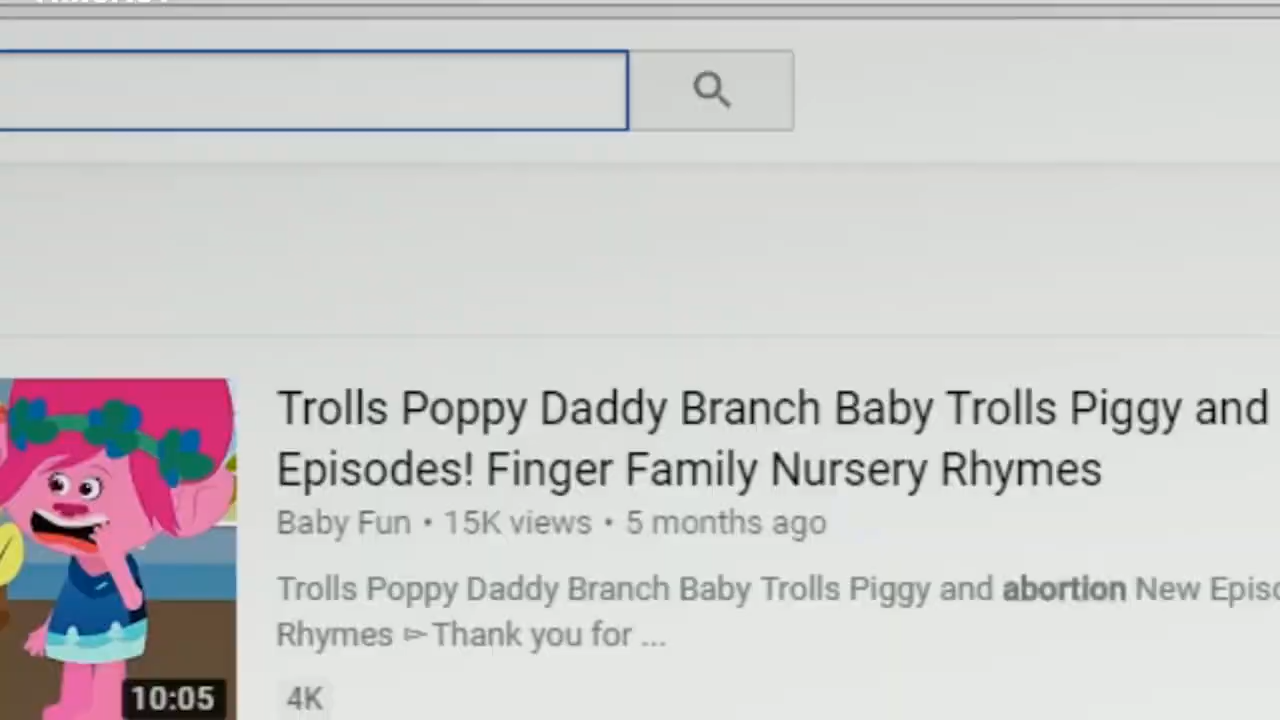 Trolls Poppy Daddy Branch Baby Trolls Piggy and
Episodes! Finger Family Nursery Rhymes
Baby Fun • 15K views • 5 months ago
Trolls Poppy Daddy Branch Baby Trolls Piggy and abortion New
Rhymes ▻Thank you for ...
10:05
4K